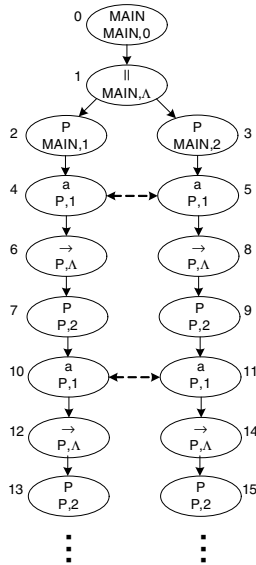 0
MAIN
MAIN,0
1
||
MAIN,Λ
2
P
MAIN,1
P
MAIN,2
3
4
a
P,1
a
P,1
5
6
→
P,Λ
→
P,Λ
8
7
P
P,2
P
P,2
9
10
a
P,1
a
P,1
11
12
→
P,Λ
→
P,Λ
14
13
P
P,2
P
P,2
15